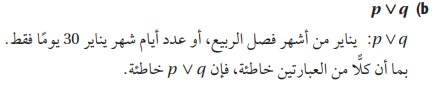 p ∨ q (b
p ∨ q: يناير من أشهر فصل الربيع، أو عدد أيام شهر يناير 30 يومًا فقط.
بما أن كلًّا من العبارتين خاطئة، فإن p ∨ q خاطئة.